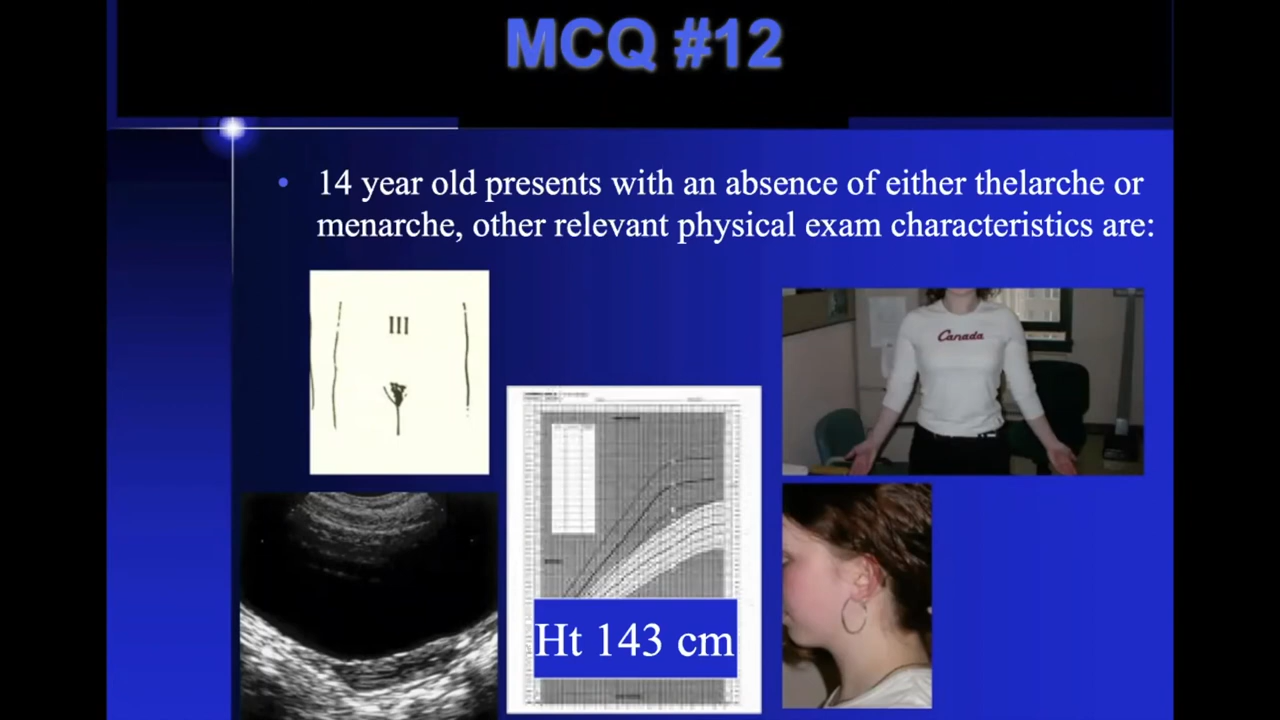 MCQ #12
14 year old presents with an absence of either thelarche or
menarche, other relevant physical exam characteristics are:
III
Canada
Ht 143 cm